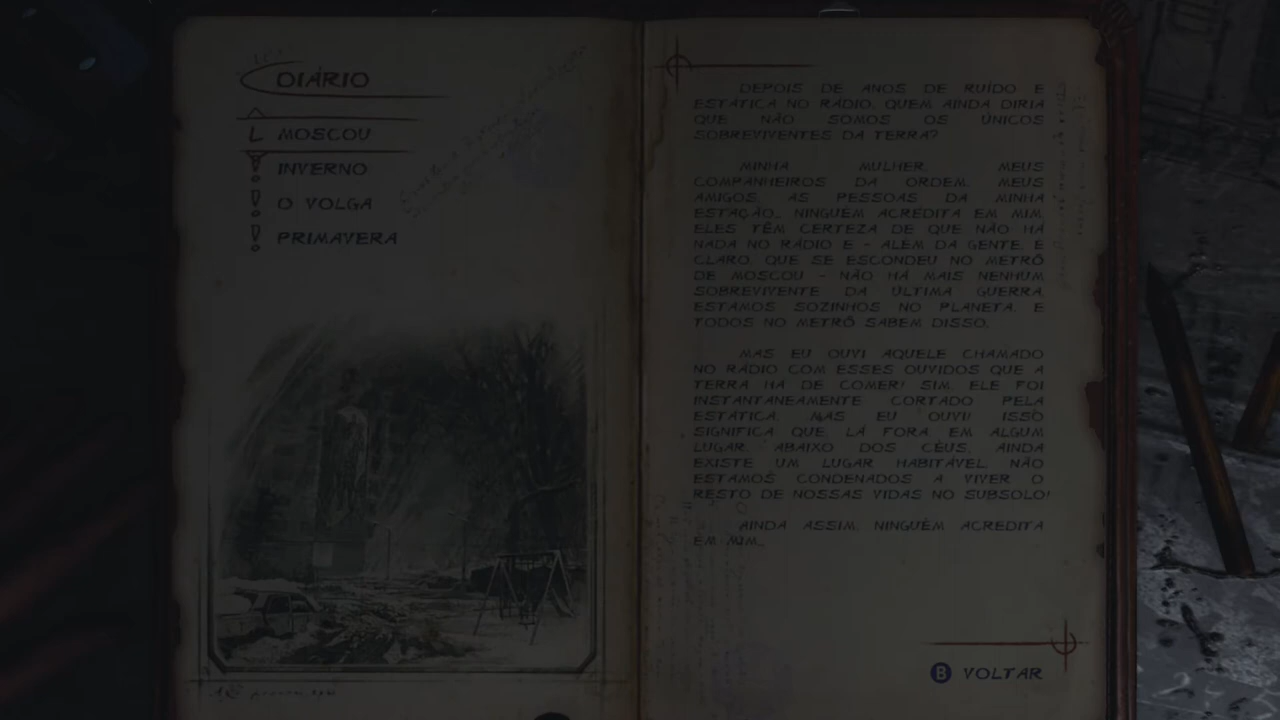 DIÁRIO
MOSCOU
INVERNO
O VOLGA
PRIMAVERA
DEPOIS DE ANOS DE RUÍDO E
ESTÁTICA NO RÁDIO, QUEM AINDA DIRIA
QUE NÃO SOMOS OS ÚNICOS
SOBREVIVENTES DA TERRA?
MINHA MULHER, MEUS
COMPANHEIROS DA ORDEM, MEUS
AMIGOS, AS PESSOAS DA MINHA
ESTAÇÃO... NINGUÉM ACREDITA EM MIM.
ELES TÊM CERTEZA DE QUE NÃO HÁ
NADA NO RÁDIO E - ALÉM DA GENTE, É
CLARO, QUE SE ESCONDEU NO METRÔ
DE MOSCOU - NÃO HÁ MAIS NENHUM
SOBREVIVENTE DA ÚLTIMA GUERRA.
ESTAMOS SOZINHOS NO PLANETA. E
TODOS NO METRÔ SABEM DISSO.
MAS EU OUVI AQUELE CHAMADO
NO RÁDIO COM ESSES OUVIDOS QUE A
TERRA HÁ DE COMER! SIM, ELE FOI
INSTANTANEAMENTE CORTADO PELA
ESTÁTICA, MAS EU OUVI! ISSO
SIGNIFICA QUE, LÁ FORA, EM ALGUM
LUGAR, ABAIXO DOS CÉUS, AINDA
EXISTE UM LUGAR HABITÁVEL. NÃO
ESTAMOS CONDENADOS A VIVER O
RESTO DE NOSSAS VIDAS NO SUBSOLO!
AINDA ASSIM, NINGUÉM ACREDITA
EM MIM...
B VOLTAR